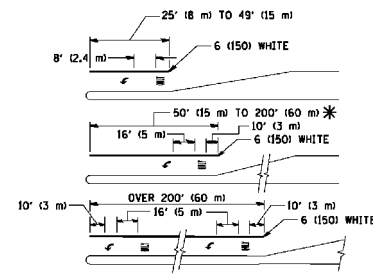 25' (8 m) TO 49' (15 m)
6 (150) WHITE
8' (2.4 m)
50' (15 m) TO 200' (60 m) *
16' (5 m)
10' (3 m)
6 (150) WHITE
OVER 200' (60 m)
10' (3 m)
16' (5 m)
10' (3 m)
6 (150) WHITE